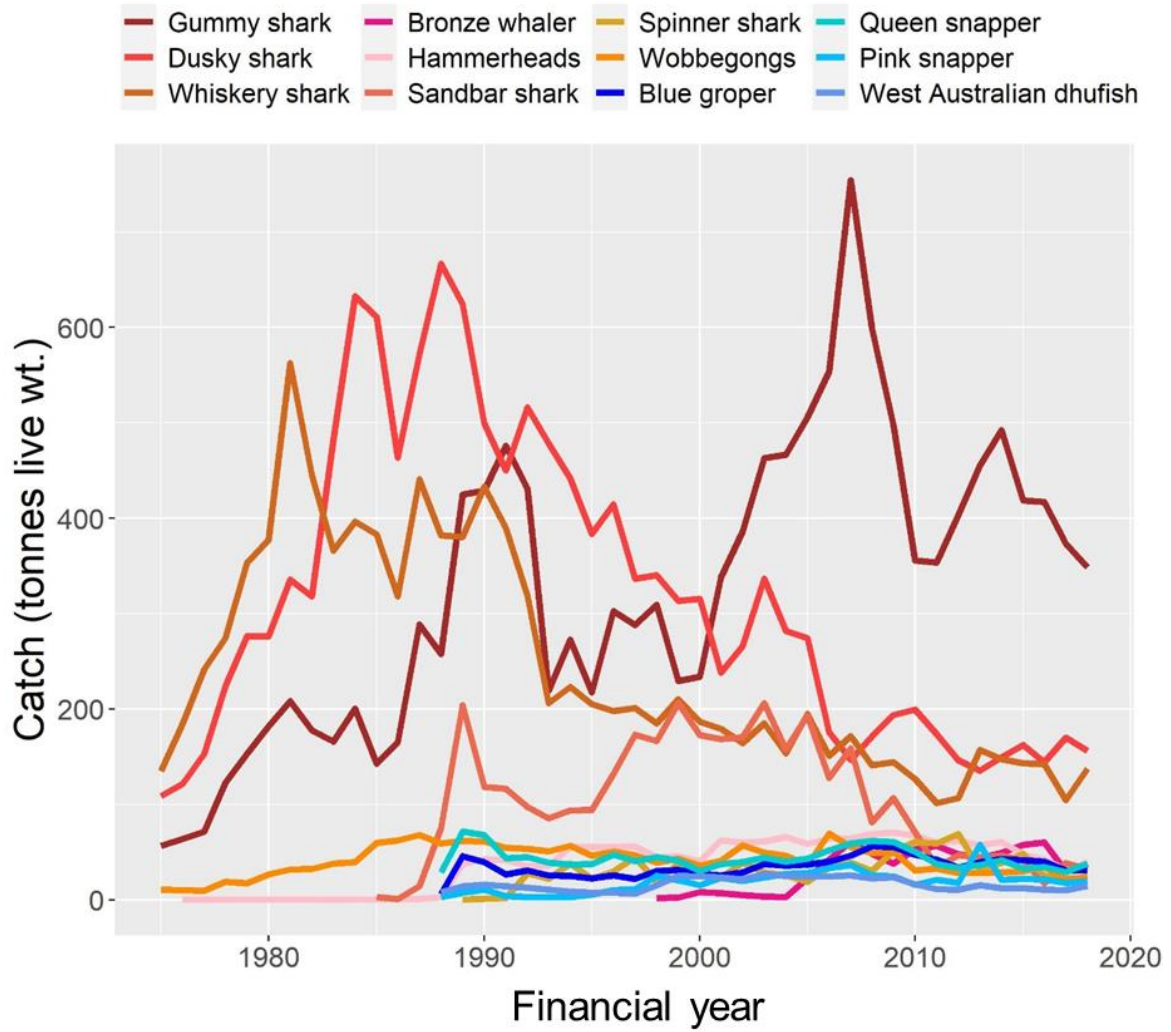 Gummy shark Bronze whaler Spinner shark Queen snapper
Dusky shark Hammerheads Wobbegongs Pink snapper
Whiskery shark Sandbar shark Blue groper West Australian dhufish
Catch (tonnes live wt.)
600
400
200
0
1980 1990 2000 2010 2020
Financial year